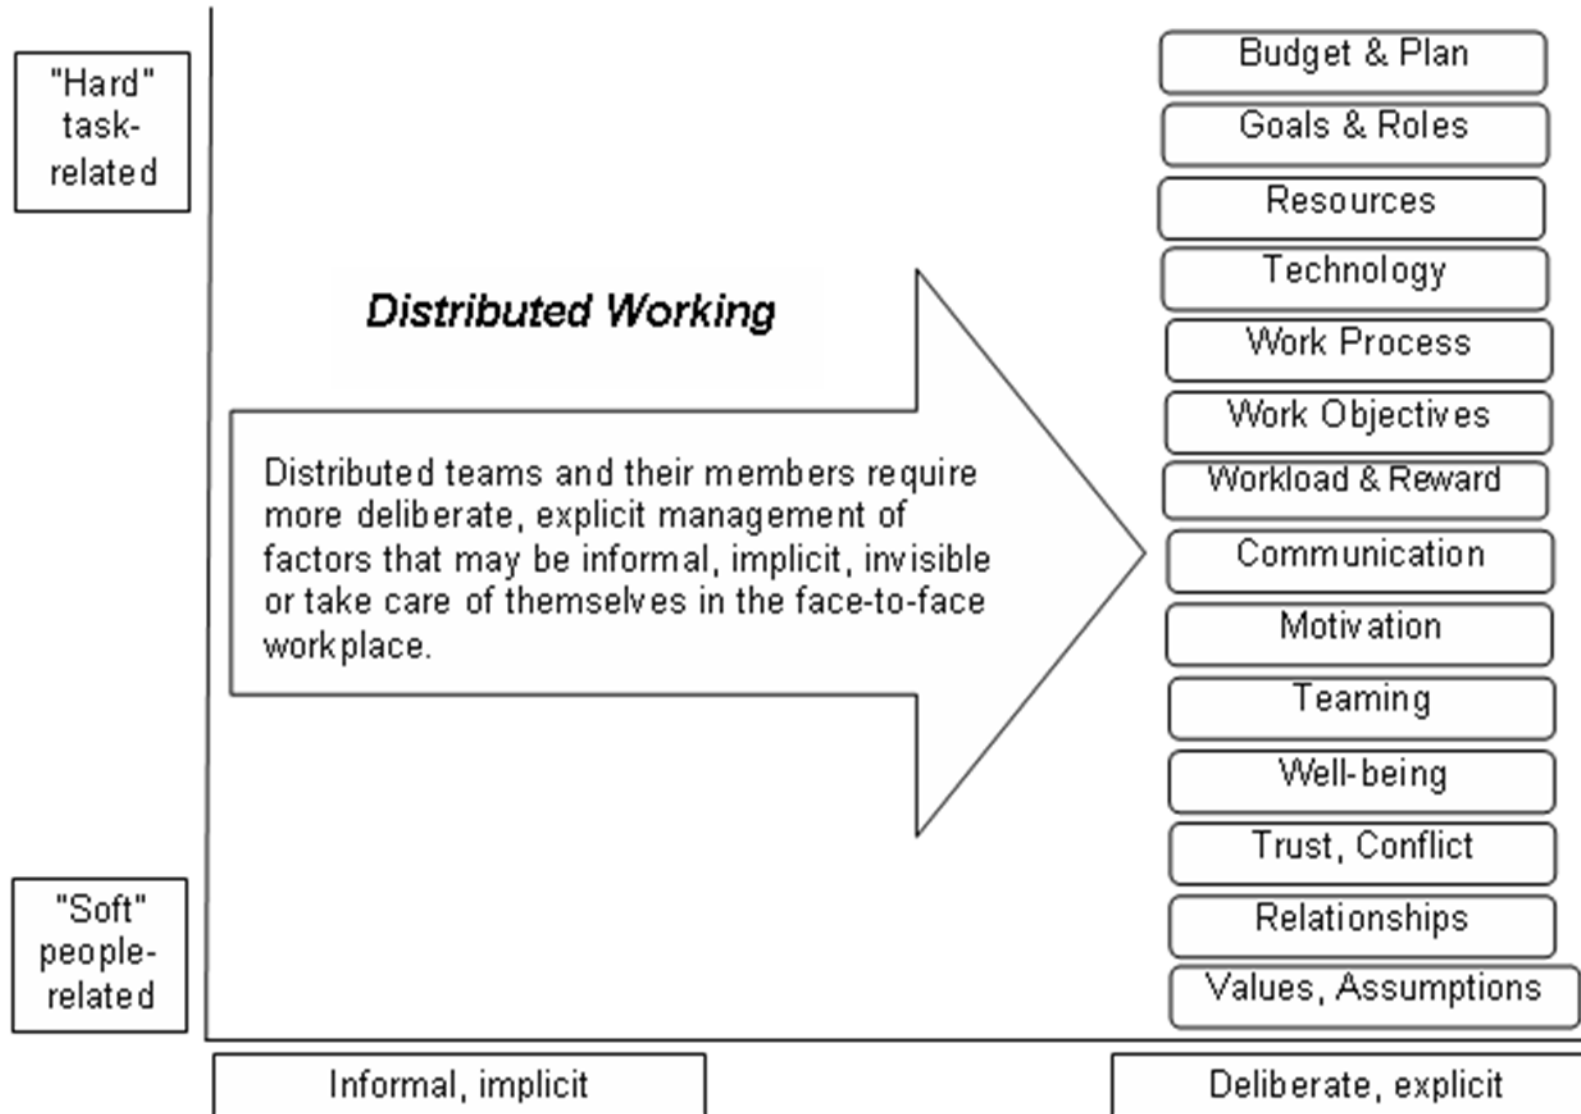 "Hard"
task-
related
"Soft"
people-
related
Distributed Working
Distributed teams and their members require
more deliberate, explicit management of
factors that may be informal, implicit, invisible
or take care of themselves in the face-to-face
workplace.
Budget & Plan
Goals & Roles
Resources
Technology
Work Process
Work Objectives
Workload & Reward
Communication
Motivation
Teaming
Well-being
Trust, Conflict
Relationships
Values, Assumptions
Informal, implicit
Deliberate, explicit